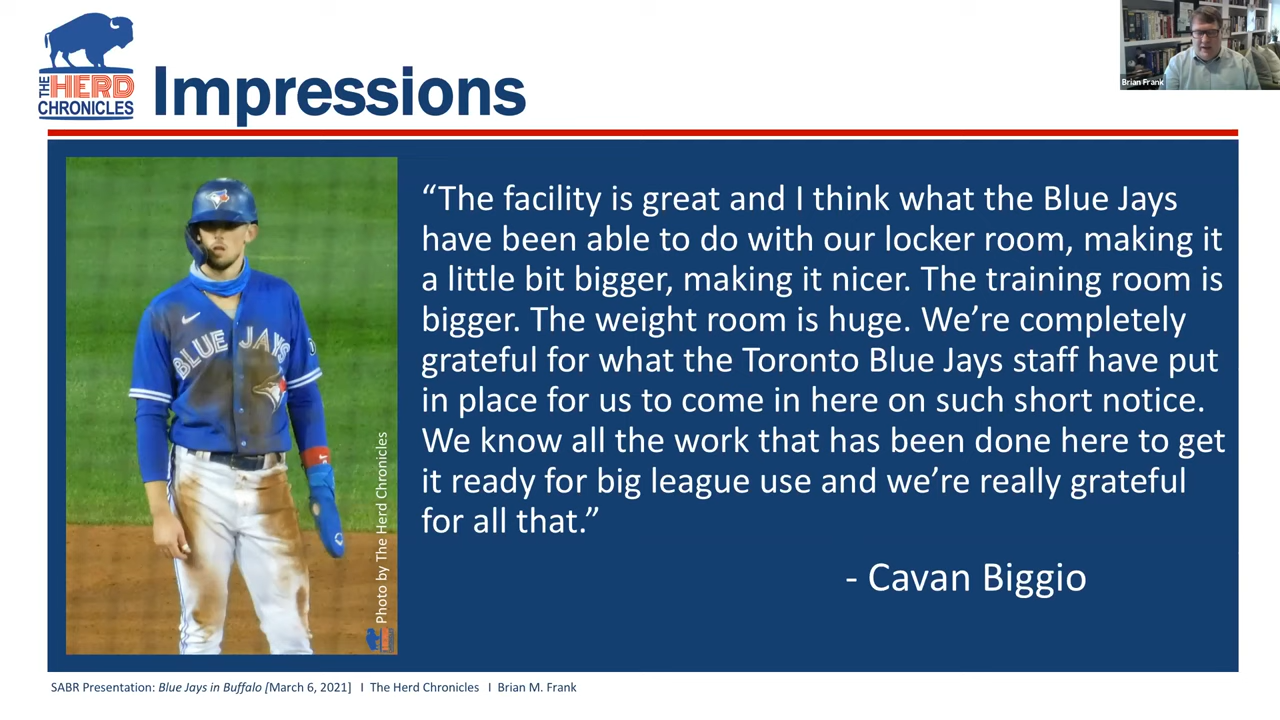 THE HERD
CHRONICLES
Impressions
Brian Frank
BLUE JAYS
Photo by The Herd Chronicles
“The facility is great and I think what the Blue Jays
have been able to do with our locker room, making it
a little bit bigger, making it nicer. The training room is
bigger. The weight room is huge. We’re completely
grateful for what the Toronto Blue Jays staff have put
in place for us to come in here on such short notice.
We know all the work that has been done here to get
it ready for big league use and we’re really grateful
for all that.”
- Cavan Biggio
SABR Presentation: Blue Jays in Buffalo [March 6, 2021] I The Herd Chronicles I Brian M. Frank